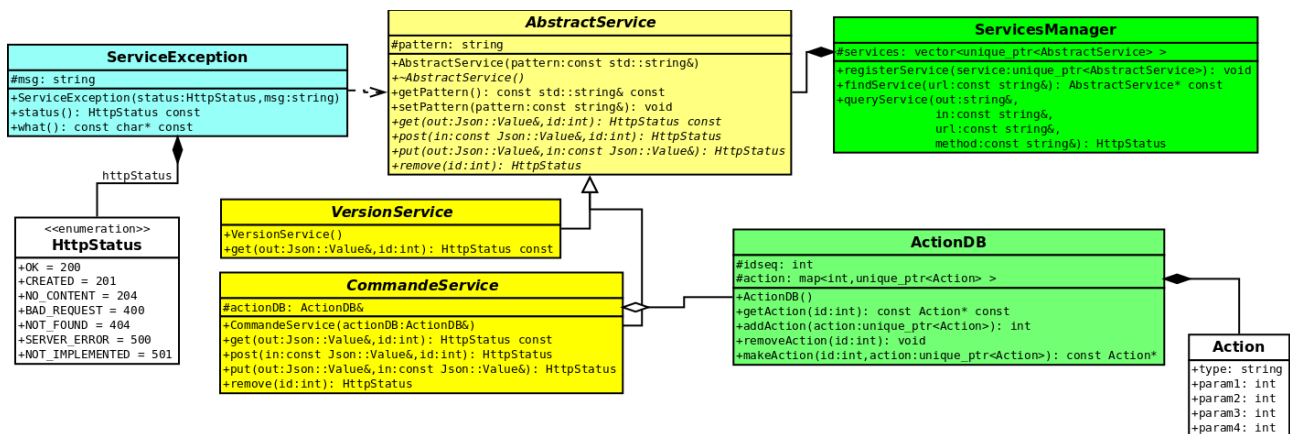 AbstractService
#pattern: string
+AbstractService(pattern:const std::string&)
+~AbstractService()
+getPattern(): const std::string& const
+setPattern(pattern:const string&): void
+get(out:Json::Value&,id:int): HttpStatus const
+post(in:const Json::Value&,id:int): HttpStatus
+put(out:Json::Value&,in:const Json::Value&): HttpStatus
+remove(id:int): HttpStatus
ServicesManager
#services: vector<unique_ptr<AbstractService> >
+registerService(service:unique_ptr<AbstractService>): void
+findService(url:const string&): AbstractService* const
+queryService(out:string&,
in:const string&,
url:const string&,
method:const string&): HttpStatus
ServiceException
#msg: string
+ServiceException(status:HttpStatus,msg:string)
+status(): HttpStatus const
+what(): const char* const
httpStatus
<<enumeration>>
HttpStatus
+OK = 200
+CREATED = 201
+NO_CONTENT = 204
+BAD_REQUEST = 400
+NOT_FOUND = 404
+SERVER_ERROR = 500
+NOT_IMPLEMENTED = 501
VersionService
+VersionService()
+get(out:Json::Value&,id:int): HttpStatus const
CommandeService
#actionDB: ActionDB&
+CommandeService(actionDB:ActionDB&)
+get(out:Json::Value&,id:int): HttpStatus const
+post(in:const Json::Value&,id:int): HttpStatus
+put(out:Json::Value&,in:const Json::Value&): HttpStatus
+remove(id:int): HttpStatus
ActionDB
#idseq: int
#action: map<int,unique_ptr<Action> >
+ActionDB()
+getAction(id:int): const Action* const
+addAction(action:unique_ptr<Action>): int
+removeAction(id:int): void
+makeAction(id:int,action:unique_ptr<Action>): const Action*
Action
+type: string
+param1: int
+param2: int
+param3: int
+param4: int